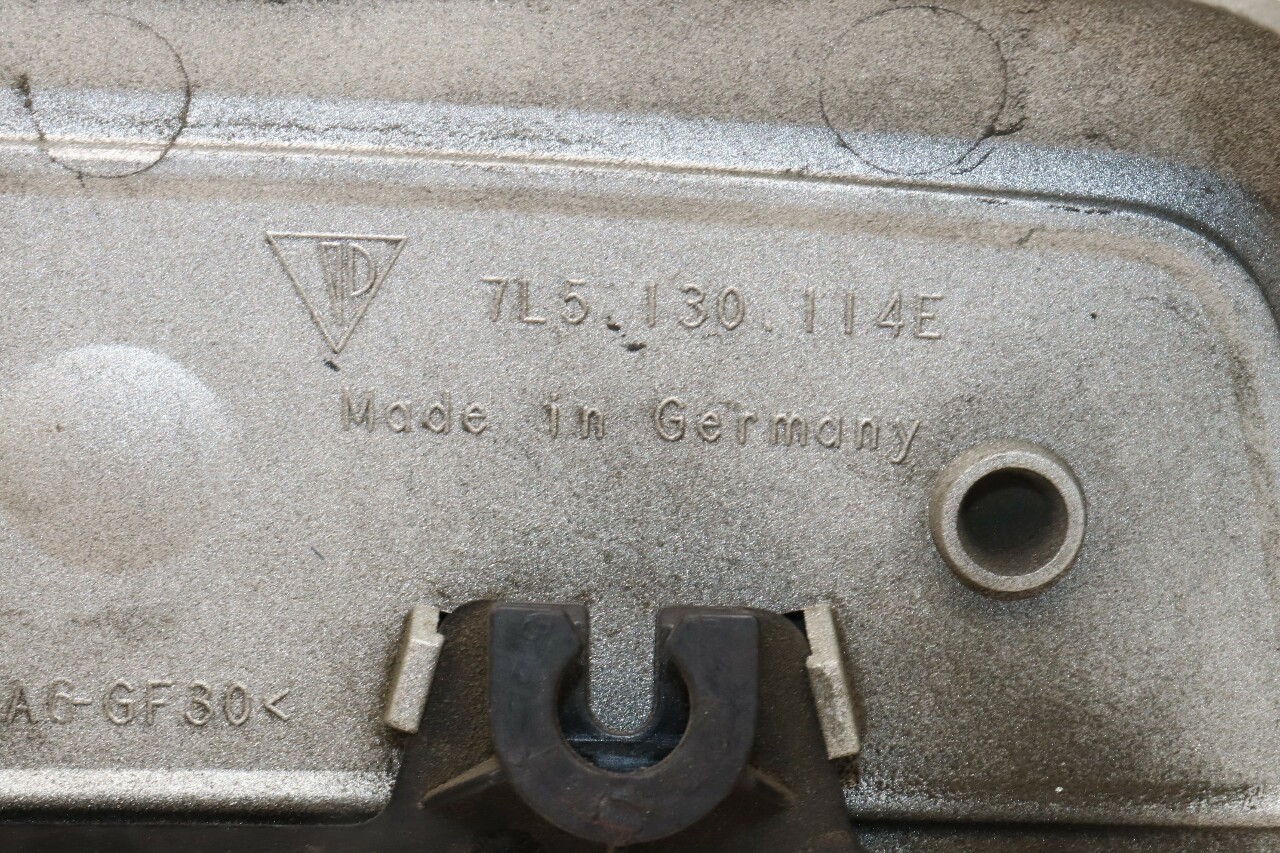 7L5.130.114E
Made in Germany
A6-GF30<